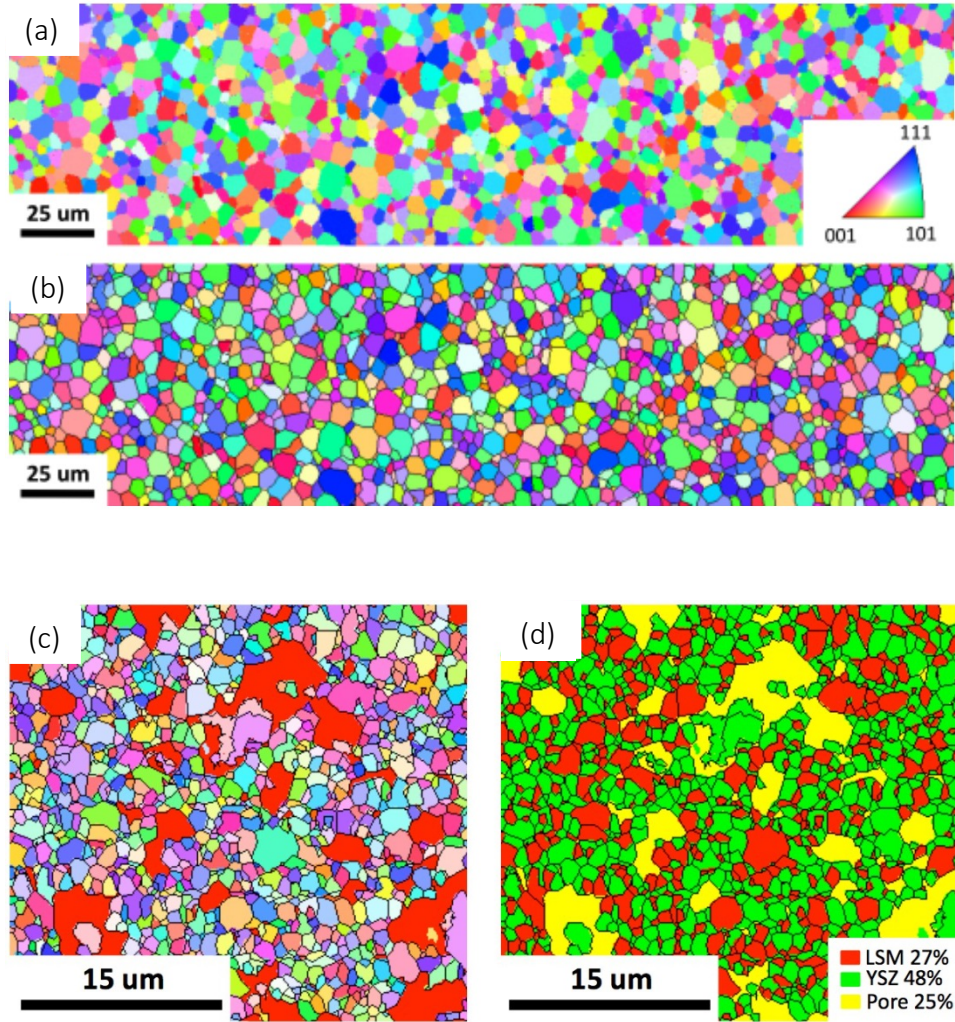 (a)
111
25 um
001 101
(b)
25 um
(c) (d)
15 um 15 um
LSM 27%
YSZ 48%
Pore 25%